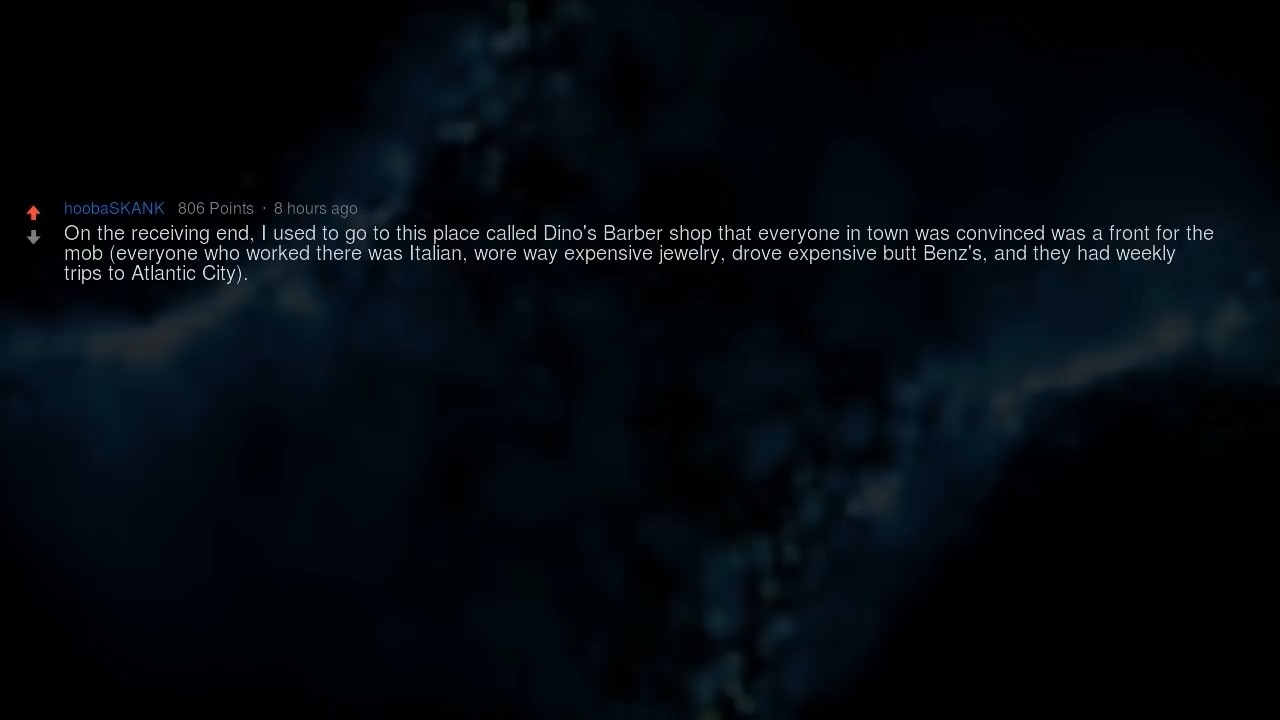 hoobaSKANK 806 Points · 8 hours ago
On the receiving end, I used to go to this place called Dino's Barber shop that everyone in town was convinced was a front for the
mob (everyone who worked there was Italian, wore way expensive jewelry, drove expensive butt Benz's, and they had weekly
trips to Atlantic City).